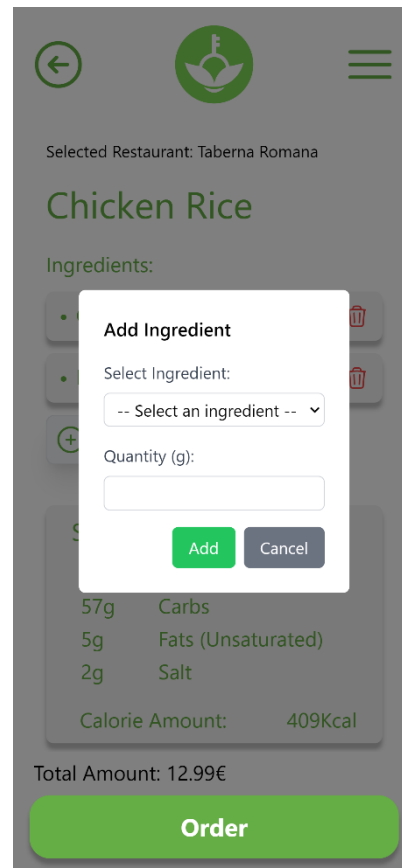 Selected Restaurant: Taberna Romana
Chicken Rice
Ingredients:
Add Ingredient
Select Ingredient:
-- Select an ingredient --
Quantity (g):
Add Cancel
57g Carbs
5g Fats (Unsaturated)
2g Salt
Calorie Amount: 409Kcal
Total Amount: 12.99€
Order